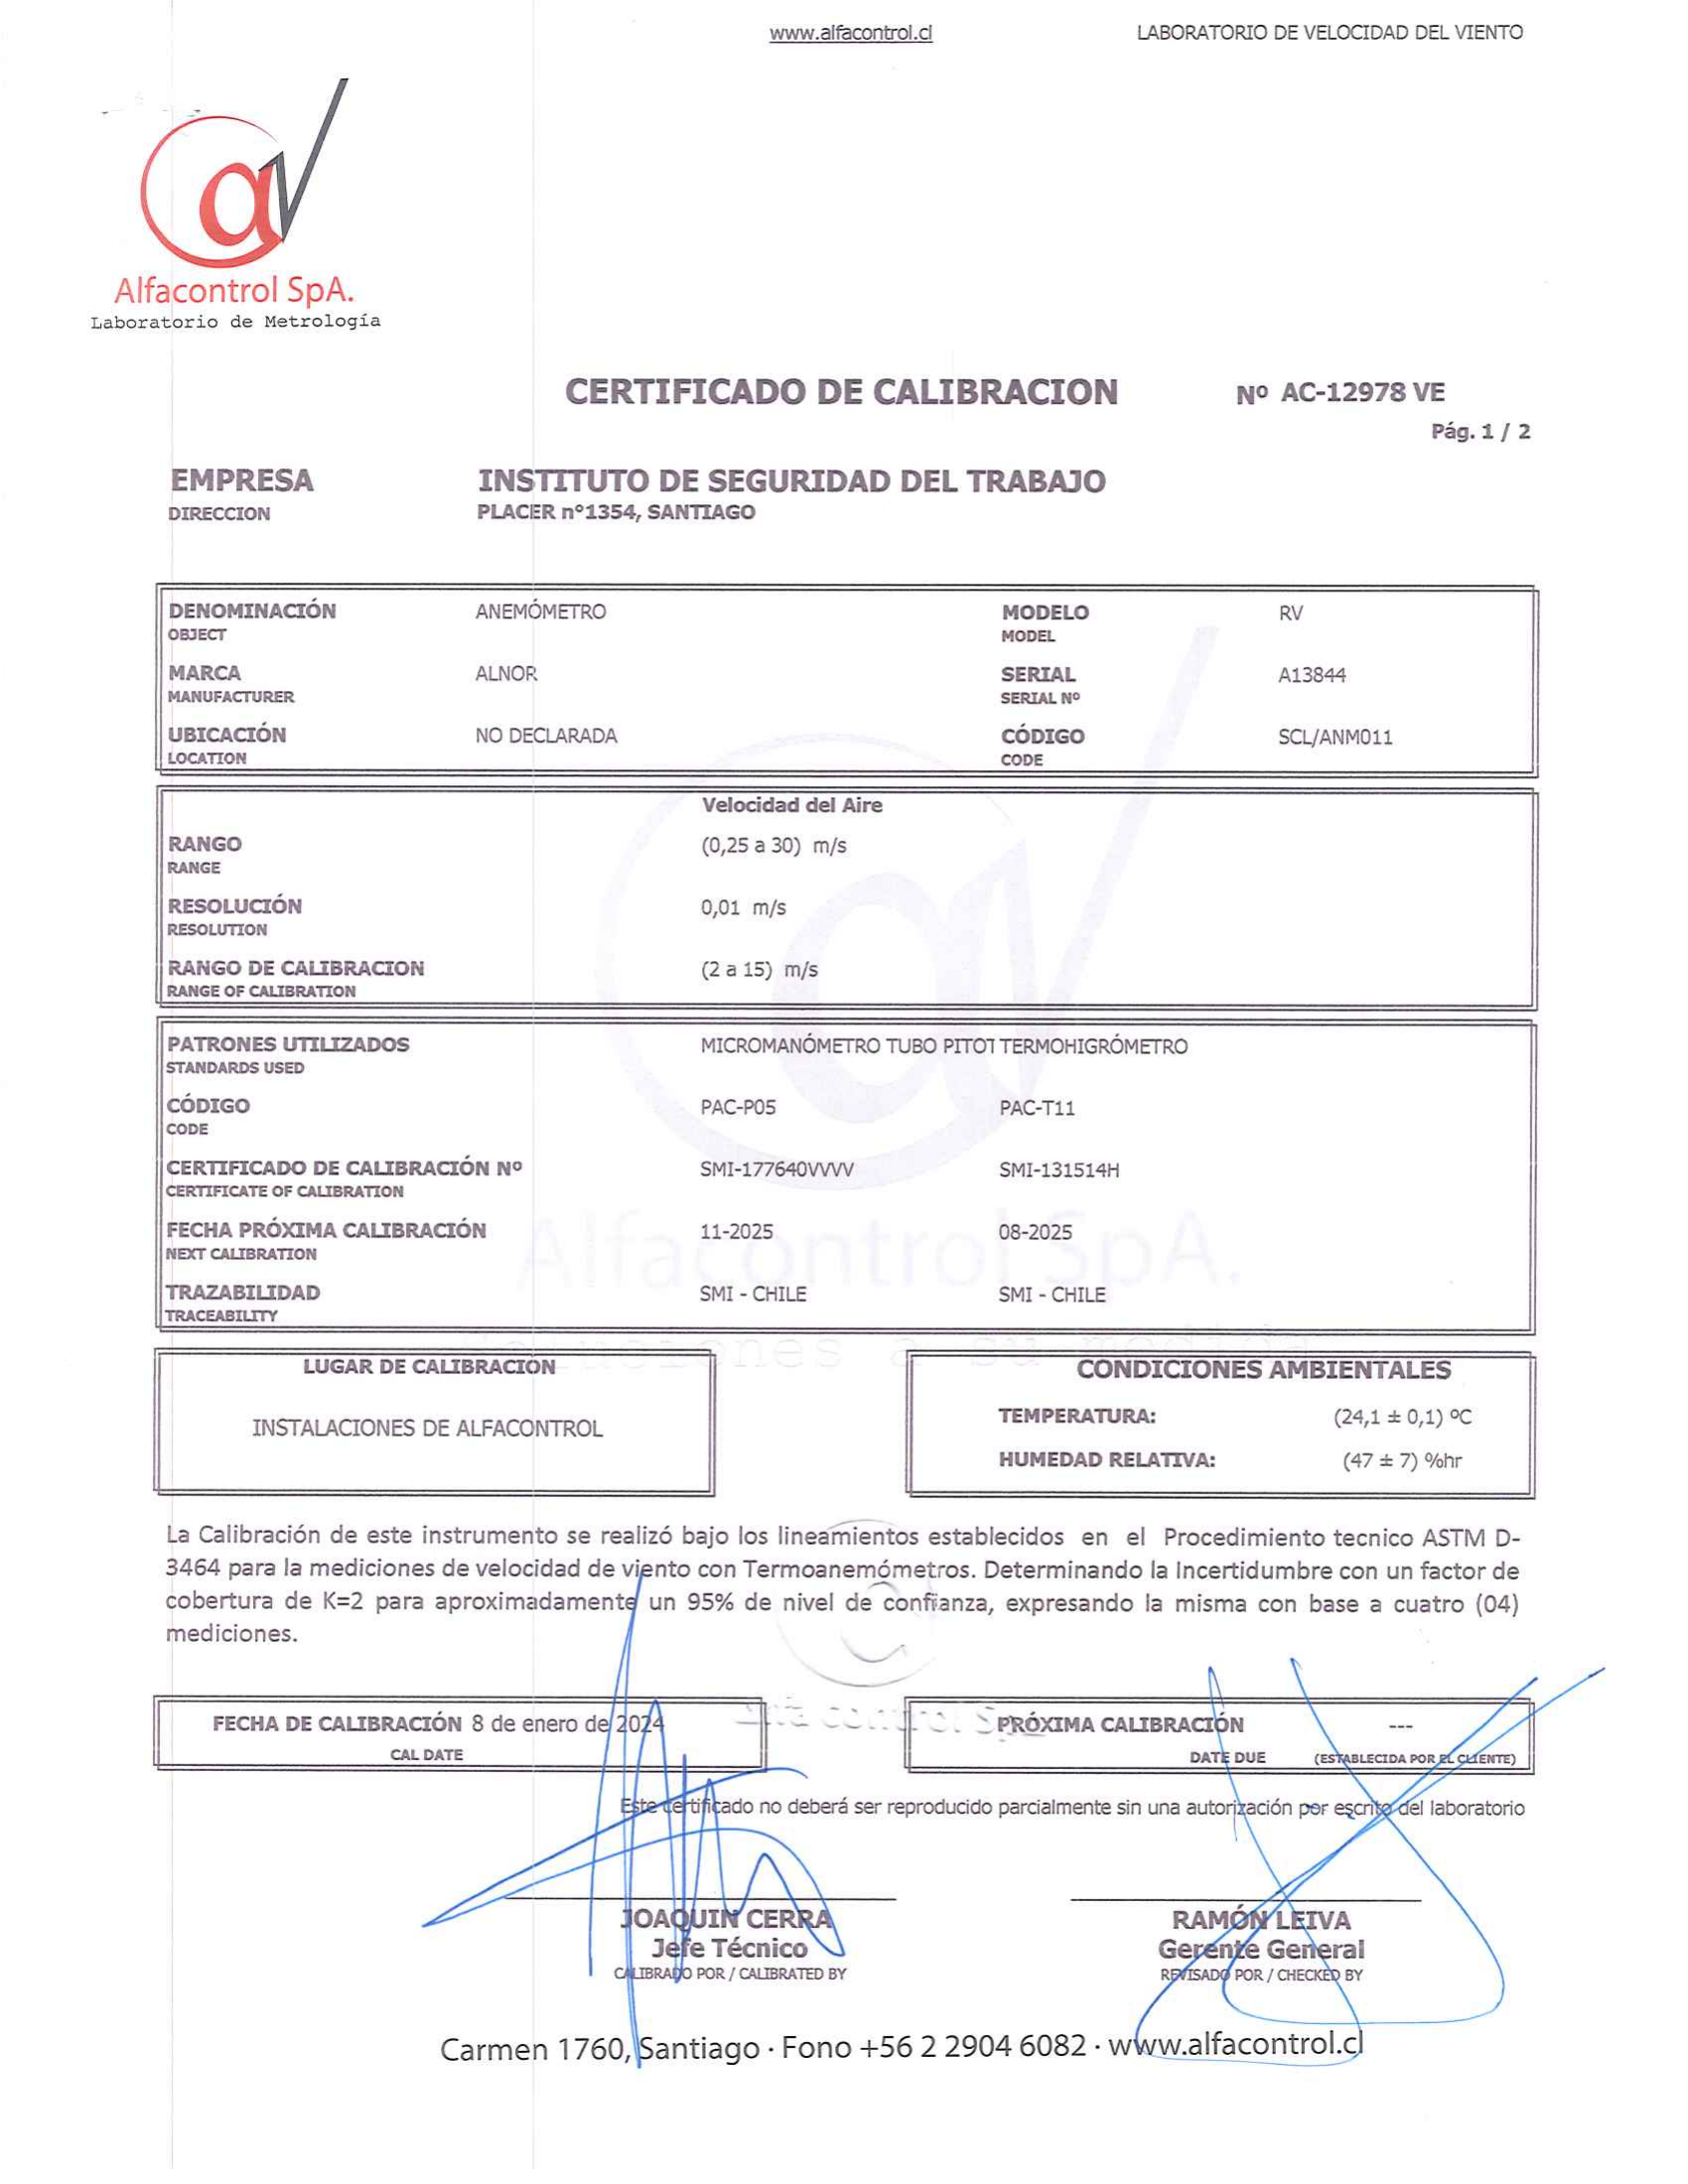 www.alfacontrol.cl LABORATORIO DE VELOCIDAD DEL VIENTO
Alfacontrol SpA.
Laboratorio de Metrología
CERTIFICADO DE CALIBRACION Nº AC-12978 VE
Pág. 1 / 2
EMPRESA INSTITUTO DE SEGURIDAD DEL TRABAJO
DIRECCION PLACER nº1354, SANTIAGO
DENOMINACIÓN ANEMÓMETRO MODELO RV
OBJECT MODEL
MARCA ALNOR SERIAL A13844
MANUFACTURER SERIAL Nº
UBICACIÓN NO DECLARADA CÓDIGO SCL/ANM011
LOCATION CODE
Velocidad del Aire
RANGO (0,25 a 30) m/s
RANGE
RESOLUCIÓN 0,01 m/s
RESOLUTION
RANGO DE CALIBRACION (2 a 15) m/s
RANGE OF CALIBRATION
PATRONES UTILIZADOS MICROMANÓMETRO TUBO PITOT TERMOHIGRÓMETRO
STANDARDS USED
CÓDIGO PAC-P05 PAC-T11
CODE
CERTIFICADO DE CALIBRACIÓN Nº SMI-177640VVVV SMI-131514H
CERTIFICATE OF CALIBRATION
FECHA PRÓXIMA CALIBRACIÓN 11-2025 08-2025
NEXT CALIBRATION
Alfacontrol SpA.
TRAZABILIDAD SMI - CHILE SMI - CHILE
TRACEABILITY
LUGAR DE CALIBRACIÓN CONDICIONES AMBIENTALES
INSTALACIONES DE ALFACONTROL TEMPERATURA: (24,1 ± 0,1) ºC
HUMEDAD RELATIVA: (47 ± 7) %hr
La Calibración de este instrumento se realizó bajo los lineamientos establecidos en el Procedimiento tecnico ASTM D-
3464 para la mediciones de velocidad de viento con Termoanemómetros. Determinando la Incertidumbre con un factor de
cobertura de K=2 para aproximadamente un 95% de nivel de confianza, expresando la misma con base a cuatro (04)
mediciones.
FECHA DE CALIBRACIÓN 8 de enero de 2024 PRÓXIMA CALIBRACIÓN ---
CAL DATE DATE DUE (ESTABLECIDA POR EL CLIENTE)
Este certificado no deberá ser reproducido parcialmente sin una autorización por escrito del laboratorio
JOAQUIN CERRA RAMÓN LEIVA
Jefe Técnico Gerente General
CALIBRADO POR / CALIBRATED BY REVISADO POR / CHECKED BY
Carmen 1760, Santiago · Fono +56 2 2904 6082 · www.alfacontrol.cl